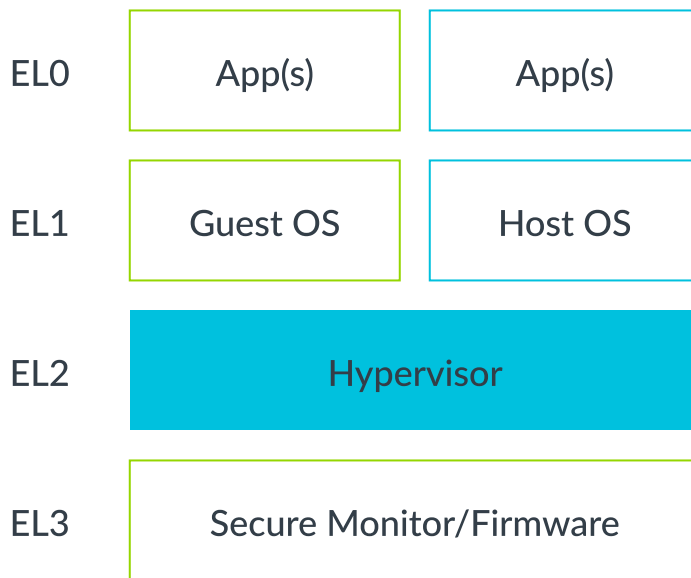 EL0 App(s) App(s)
EL1 Guest OS Host OS
EL2 Hypervisor
EL3 Secure Monitor/Firmware